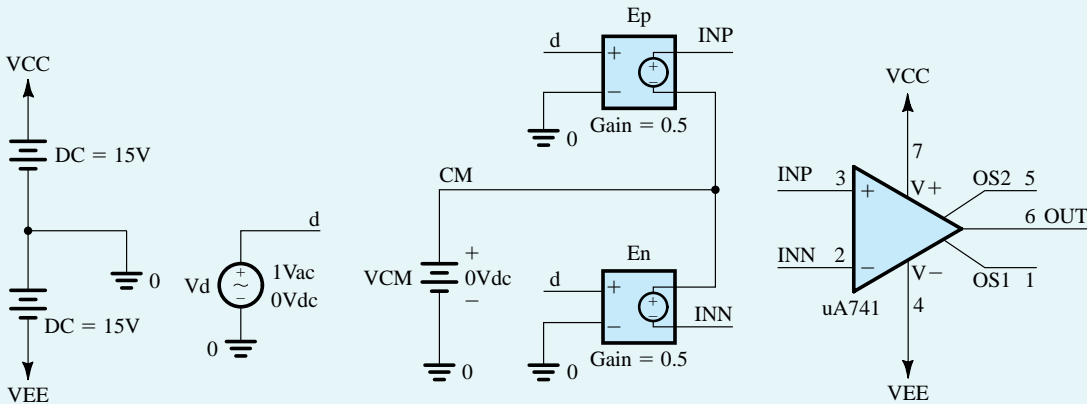 VCC
DC = 15V
0
DC = 15V
VEE
d
Vd
+
−
1Vac
0Vdc
0
Ep
d
+
−
+
−
INP
0
Gain = 0.5
CM
VCM
+
0Vdc
−
0
En
d
+
−
+
−
INN
0
Gain = 0.5
VCC
7
INP
3
+
V+
OS2 5
6 OUT
INN
2
−
V−
OS1 1
uA741
4
VEE